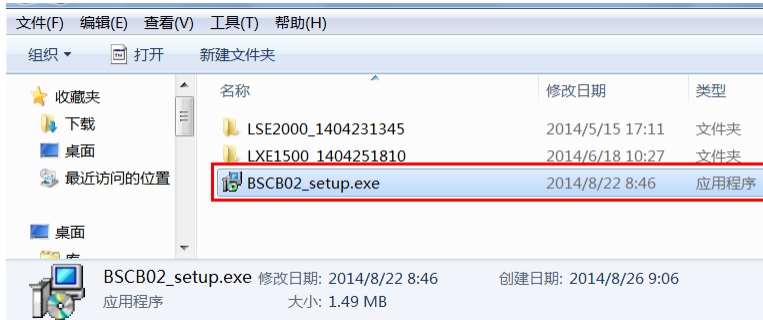 文件(F) 编辑(E) 查看(V) 工具(T) 帮助(H)
组织 打开 新建文件夹
名称 修改日期 类型
收藏夹
下载
桌面
最近访问的位置
桌面
库
LSE2000_1404231345 2014/5/15 17:11 文件夹
LXE1500_1404251810 2014/6/18 10:27 文件夹
BSCB02_setup.exe 2014/8/22 8:46 应用程序
BSCB02_setup.exe 修改日期: 2014/8/22 8:46 创建日期: 2014/8/26 9:06
应用程序 大小: 1.49 MB